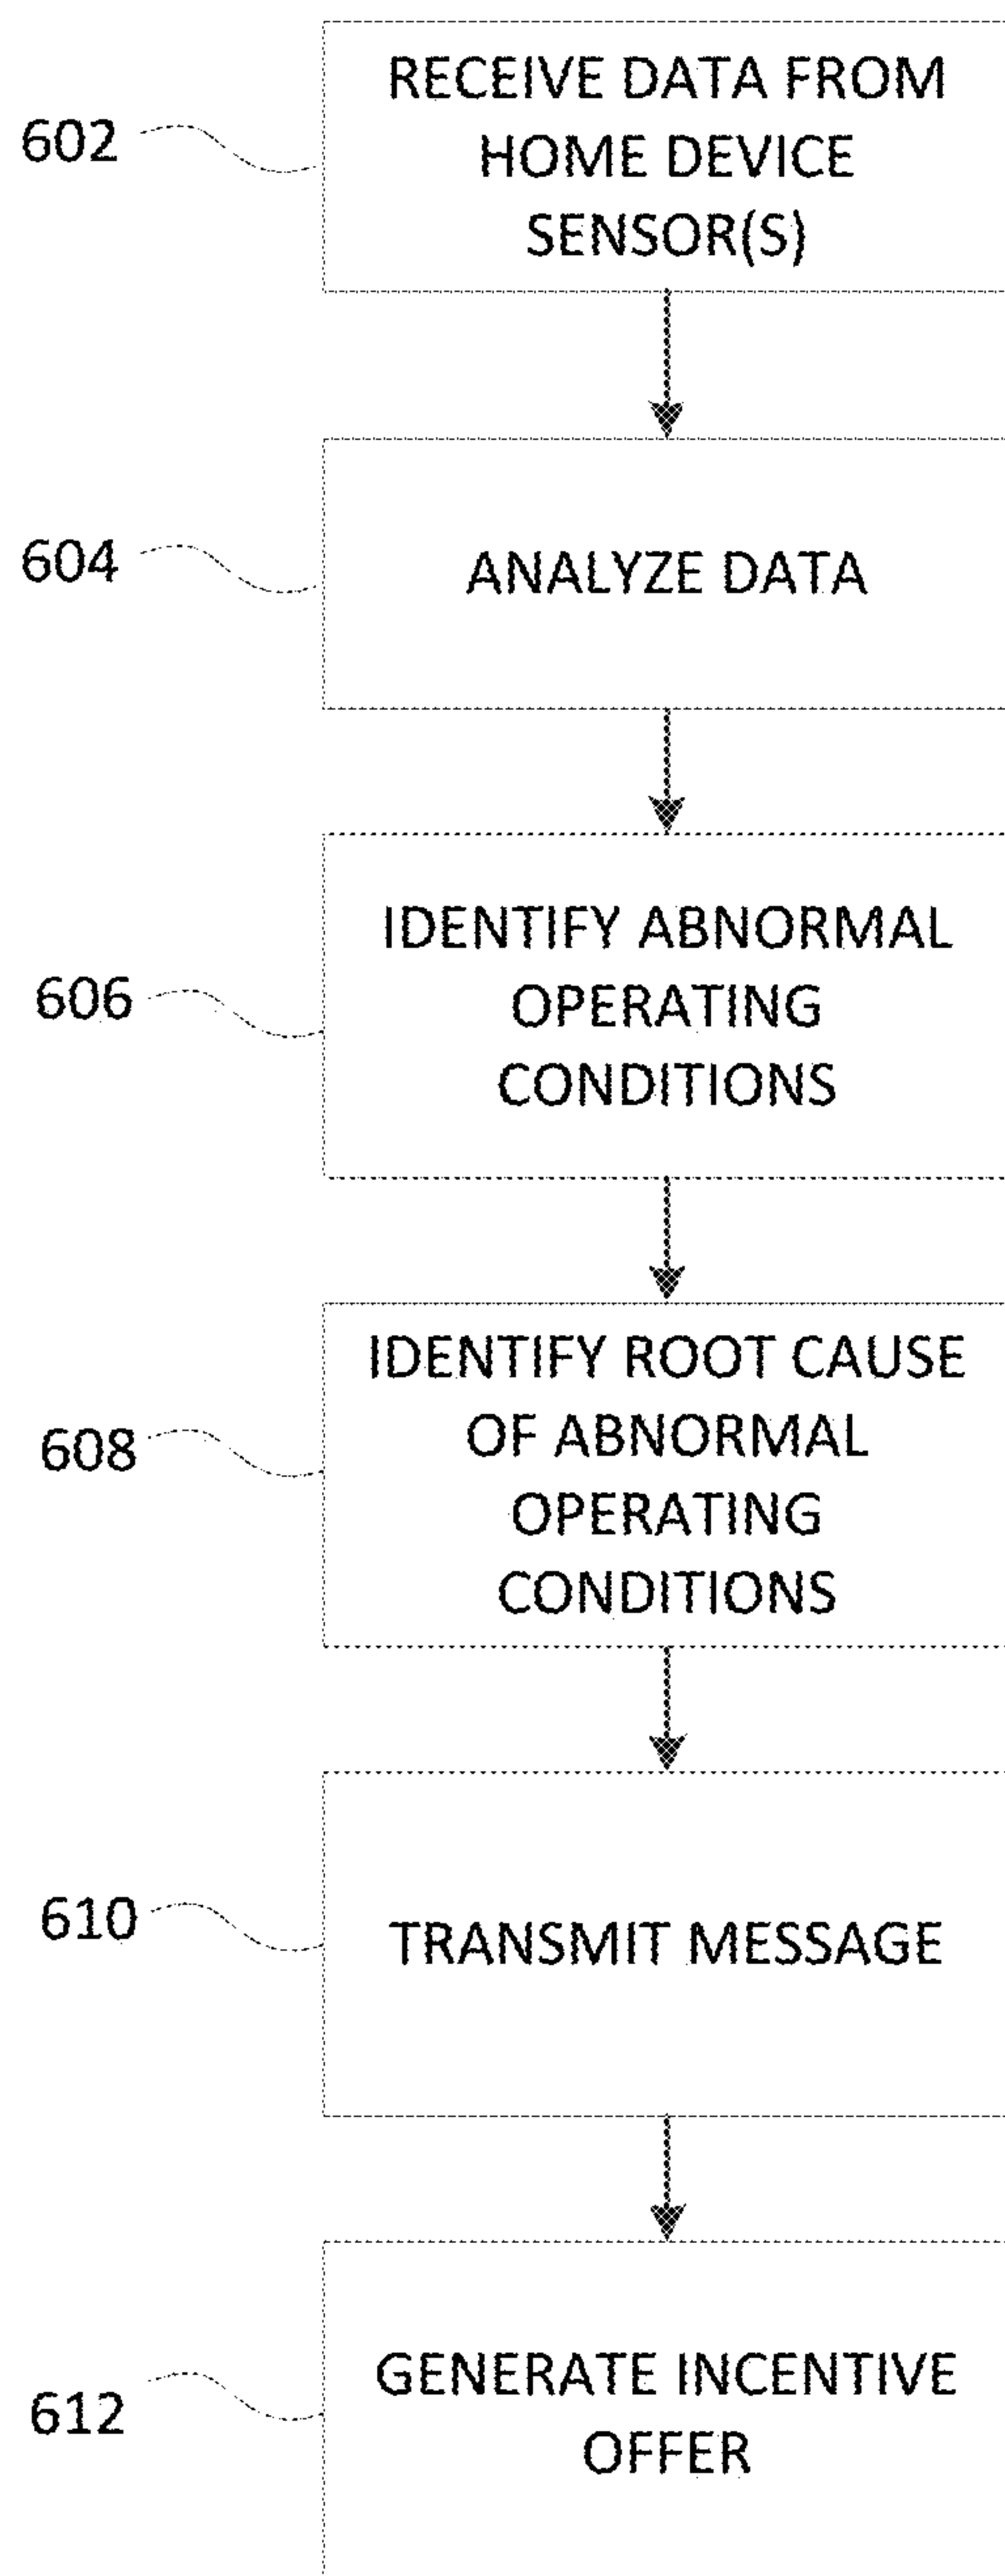 602
RECEIVE DATA FROM
HOME DEVICE
SENSOR(S)
604
ANALYZE DATA
606
IDENTIFY ABNORMAL
OPERATING
CONDITIONS
608
IDENTIFY ROOT CAUSE
OF ABNORMAL
OPERATING
CONDITIONS
610
TRANSMIT MESSAGE
612
GENERATE INCENTIVE
OFFER